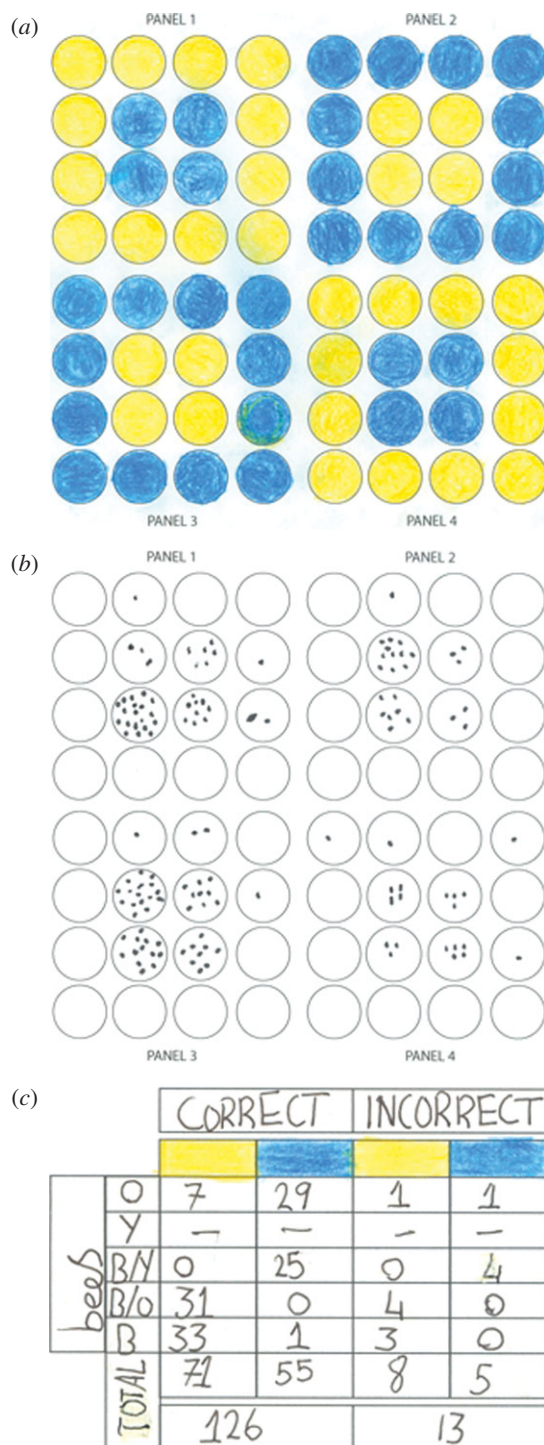 (a)
PANEL 1 PANEL 2
PANEL 3 PANEL 4
(b)
PANEL 1 PANEL 2
PANEL 3 PANEL 4
(c)
CORRECT INCORRECT
bees
O 7 29 1 1
Y — — — —
B/Y 0 25 0 4
B/O 31 0 4 0
B 33 1 3 0
TOTAL 71 55 8 5
126 13